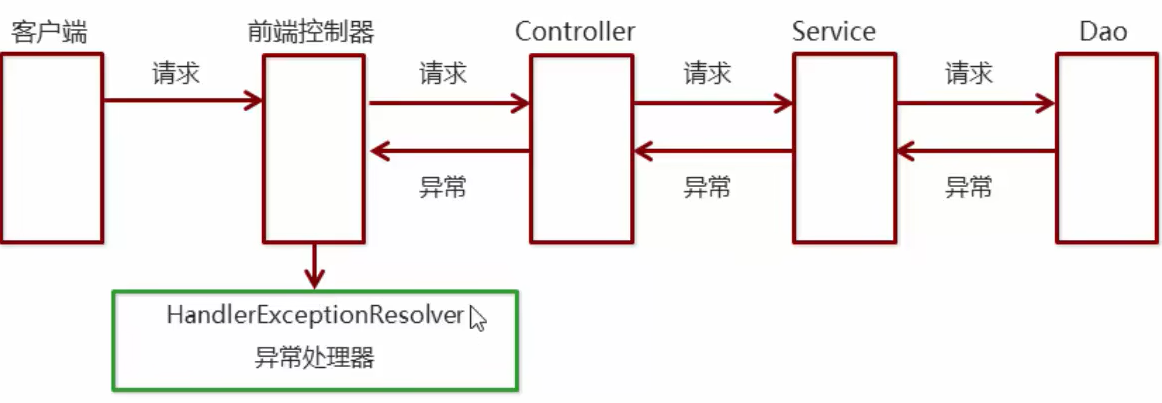 客户端
前端控制器
Controller
Service
Dao
请求
请求
请求
请求
异常
异常
异常
HandlerExceptionResolver
异常处理器